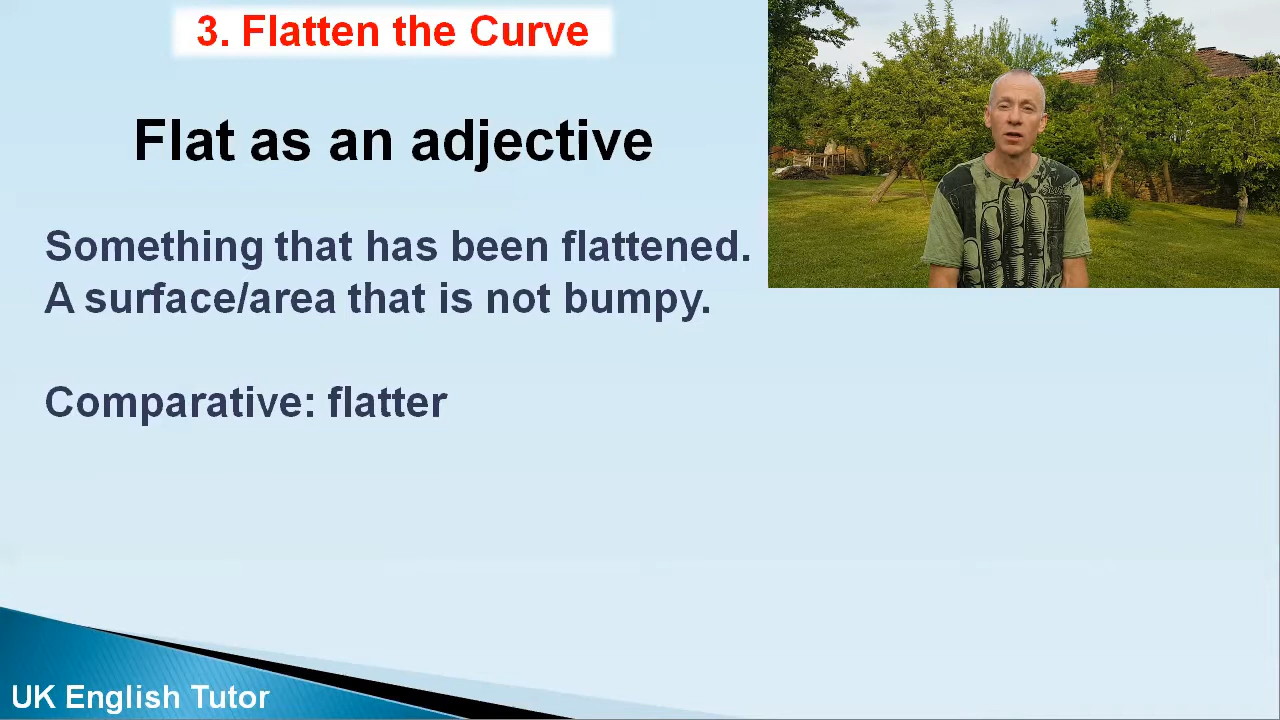 3. Flatten the Curve
Flat as an adjective
Something that has been flattened.
A surface/area that is not bumpy.
Comparative: flatter
UK English Tutor